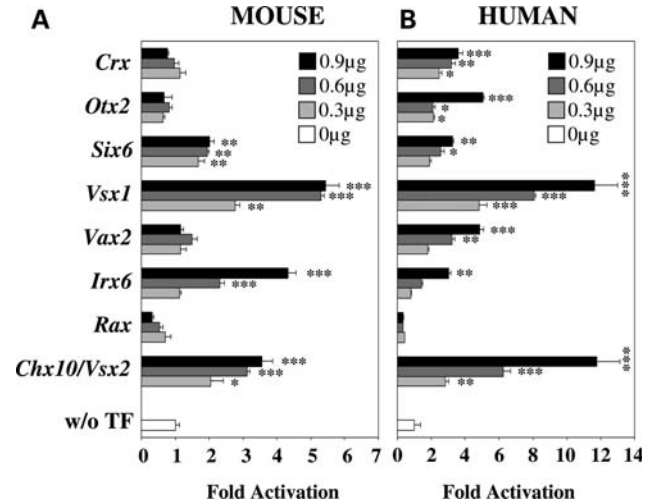 A MOUSE
B HUMAN
0.9µg
0.6µg
0.3µg
0µg
0.9µg
0.6µg
0.3µg
0µg
Crx
*** 
**
*
Otx2
***
*
*
Six6
**
**
**
**
*
Vsx1
***
***
**
***
***
***
Vax2
***
**
Irx6
***
***
**
Rax
Chx10/Vsx2
***
***
*
***
***
**
w/o TF
0 1 2 3 4 5 6 7
0 2 4 6 8 10 12 14
Fold Activation
Fold Activation